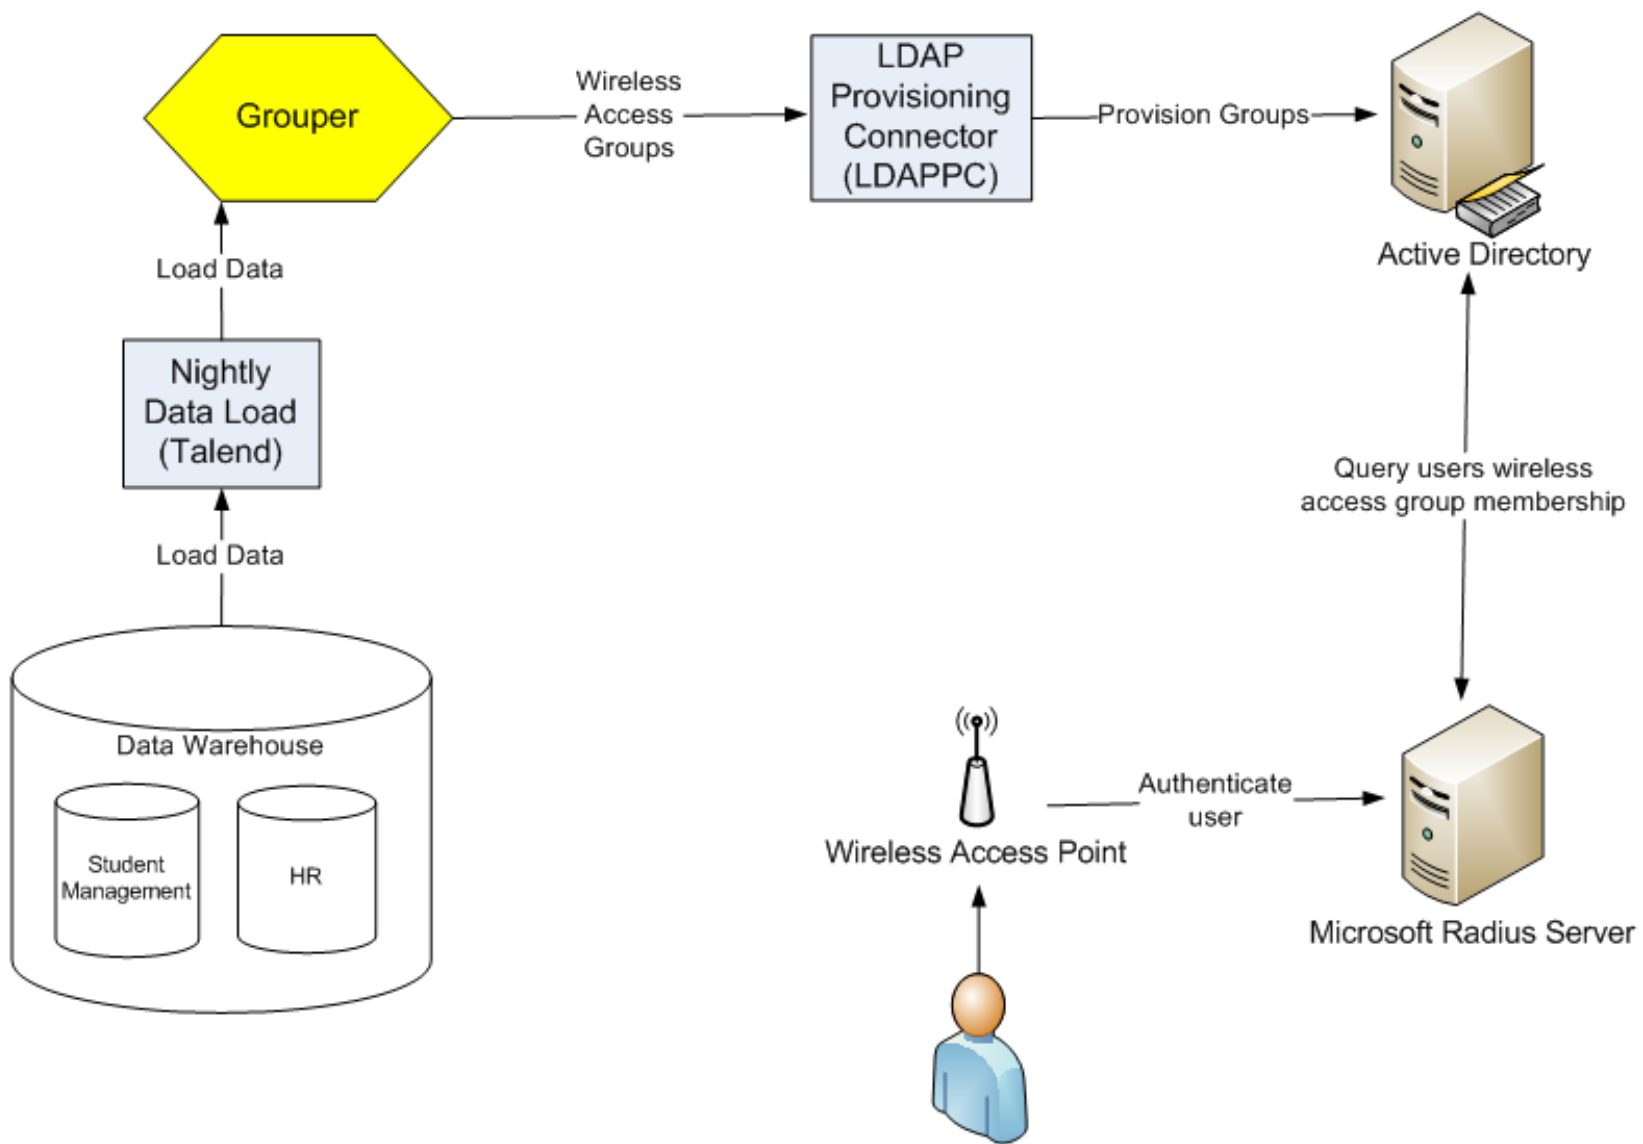 Grouper
Wireless
Access
Groups
LDAP
Provisioning
Connector
(LDAPPC)
Provision Groups
Active Directory
Load Data
Nightly
Data Load
(Talend)
Load Data
Query users wireless
access group membership
Data Warehouse
Student
Management
HR
Wireless Access Point
Authenticate
user
Microsoft Radius Server